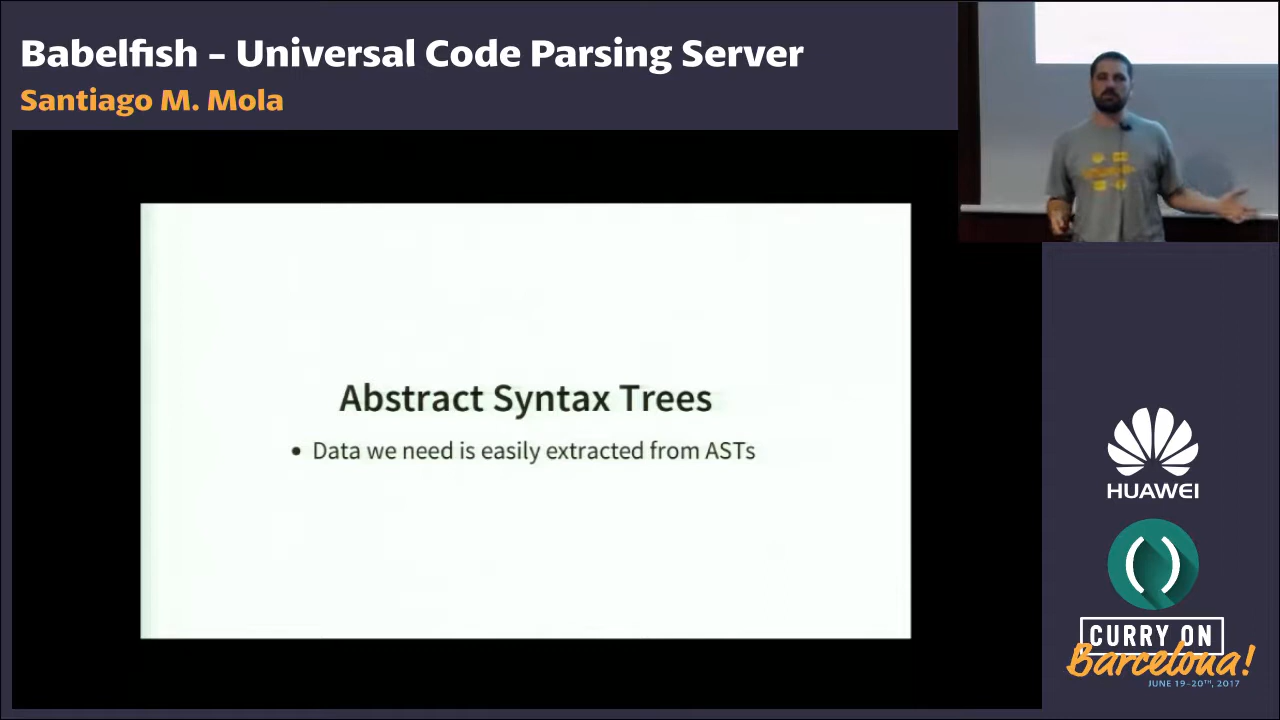 Babelfish – Universal Code Parsing Server
Santiago M. Mola
Abstract Syntax Trees
• Data we need is easily extracted from ASTs
HUAWEI
()
CURRY ON
Barcelona!
JUNE 19-20TH, 2017